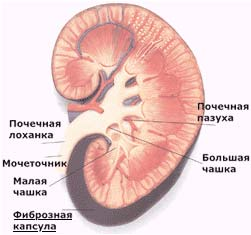 Почечная
лоханка
Мочеточник
Малая
чашка
Фиброзная
капсула
Почечная
пазуха
Большая
чашка